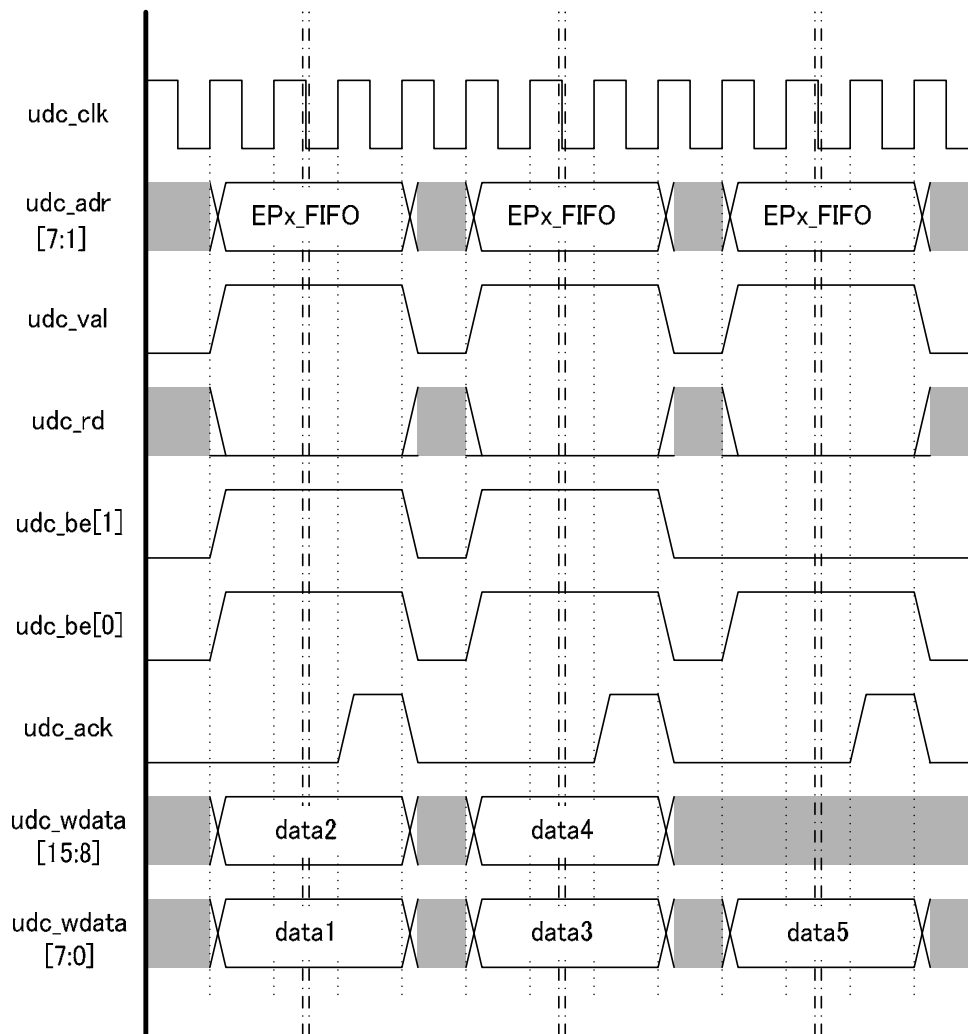 udc_clk
udc_adr
[7:1]
EPx_FIFO EPx_FIFO EPx_FIFO
udc_val
udc_rd
udc_be[1]
udc_be[0]
udc_ack
udc_wdata
[15:8]
data2 data4
udc_wdata
[7:0]
data1 data3 data5